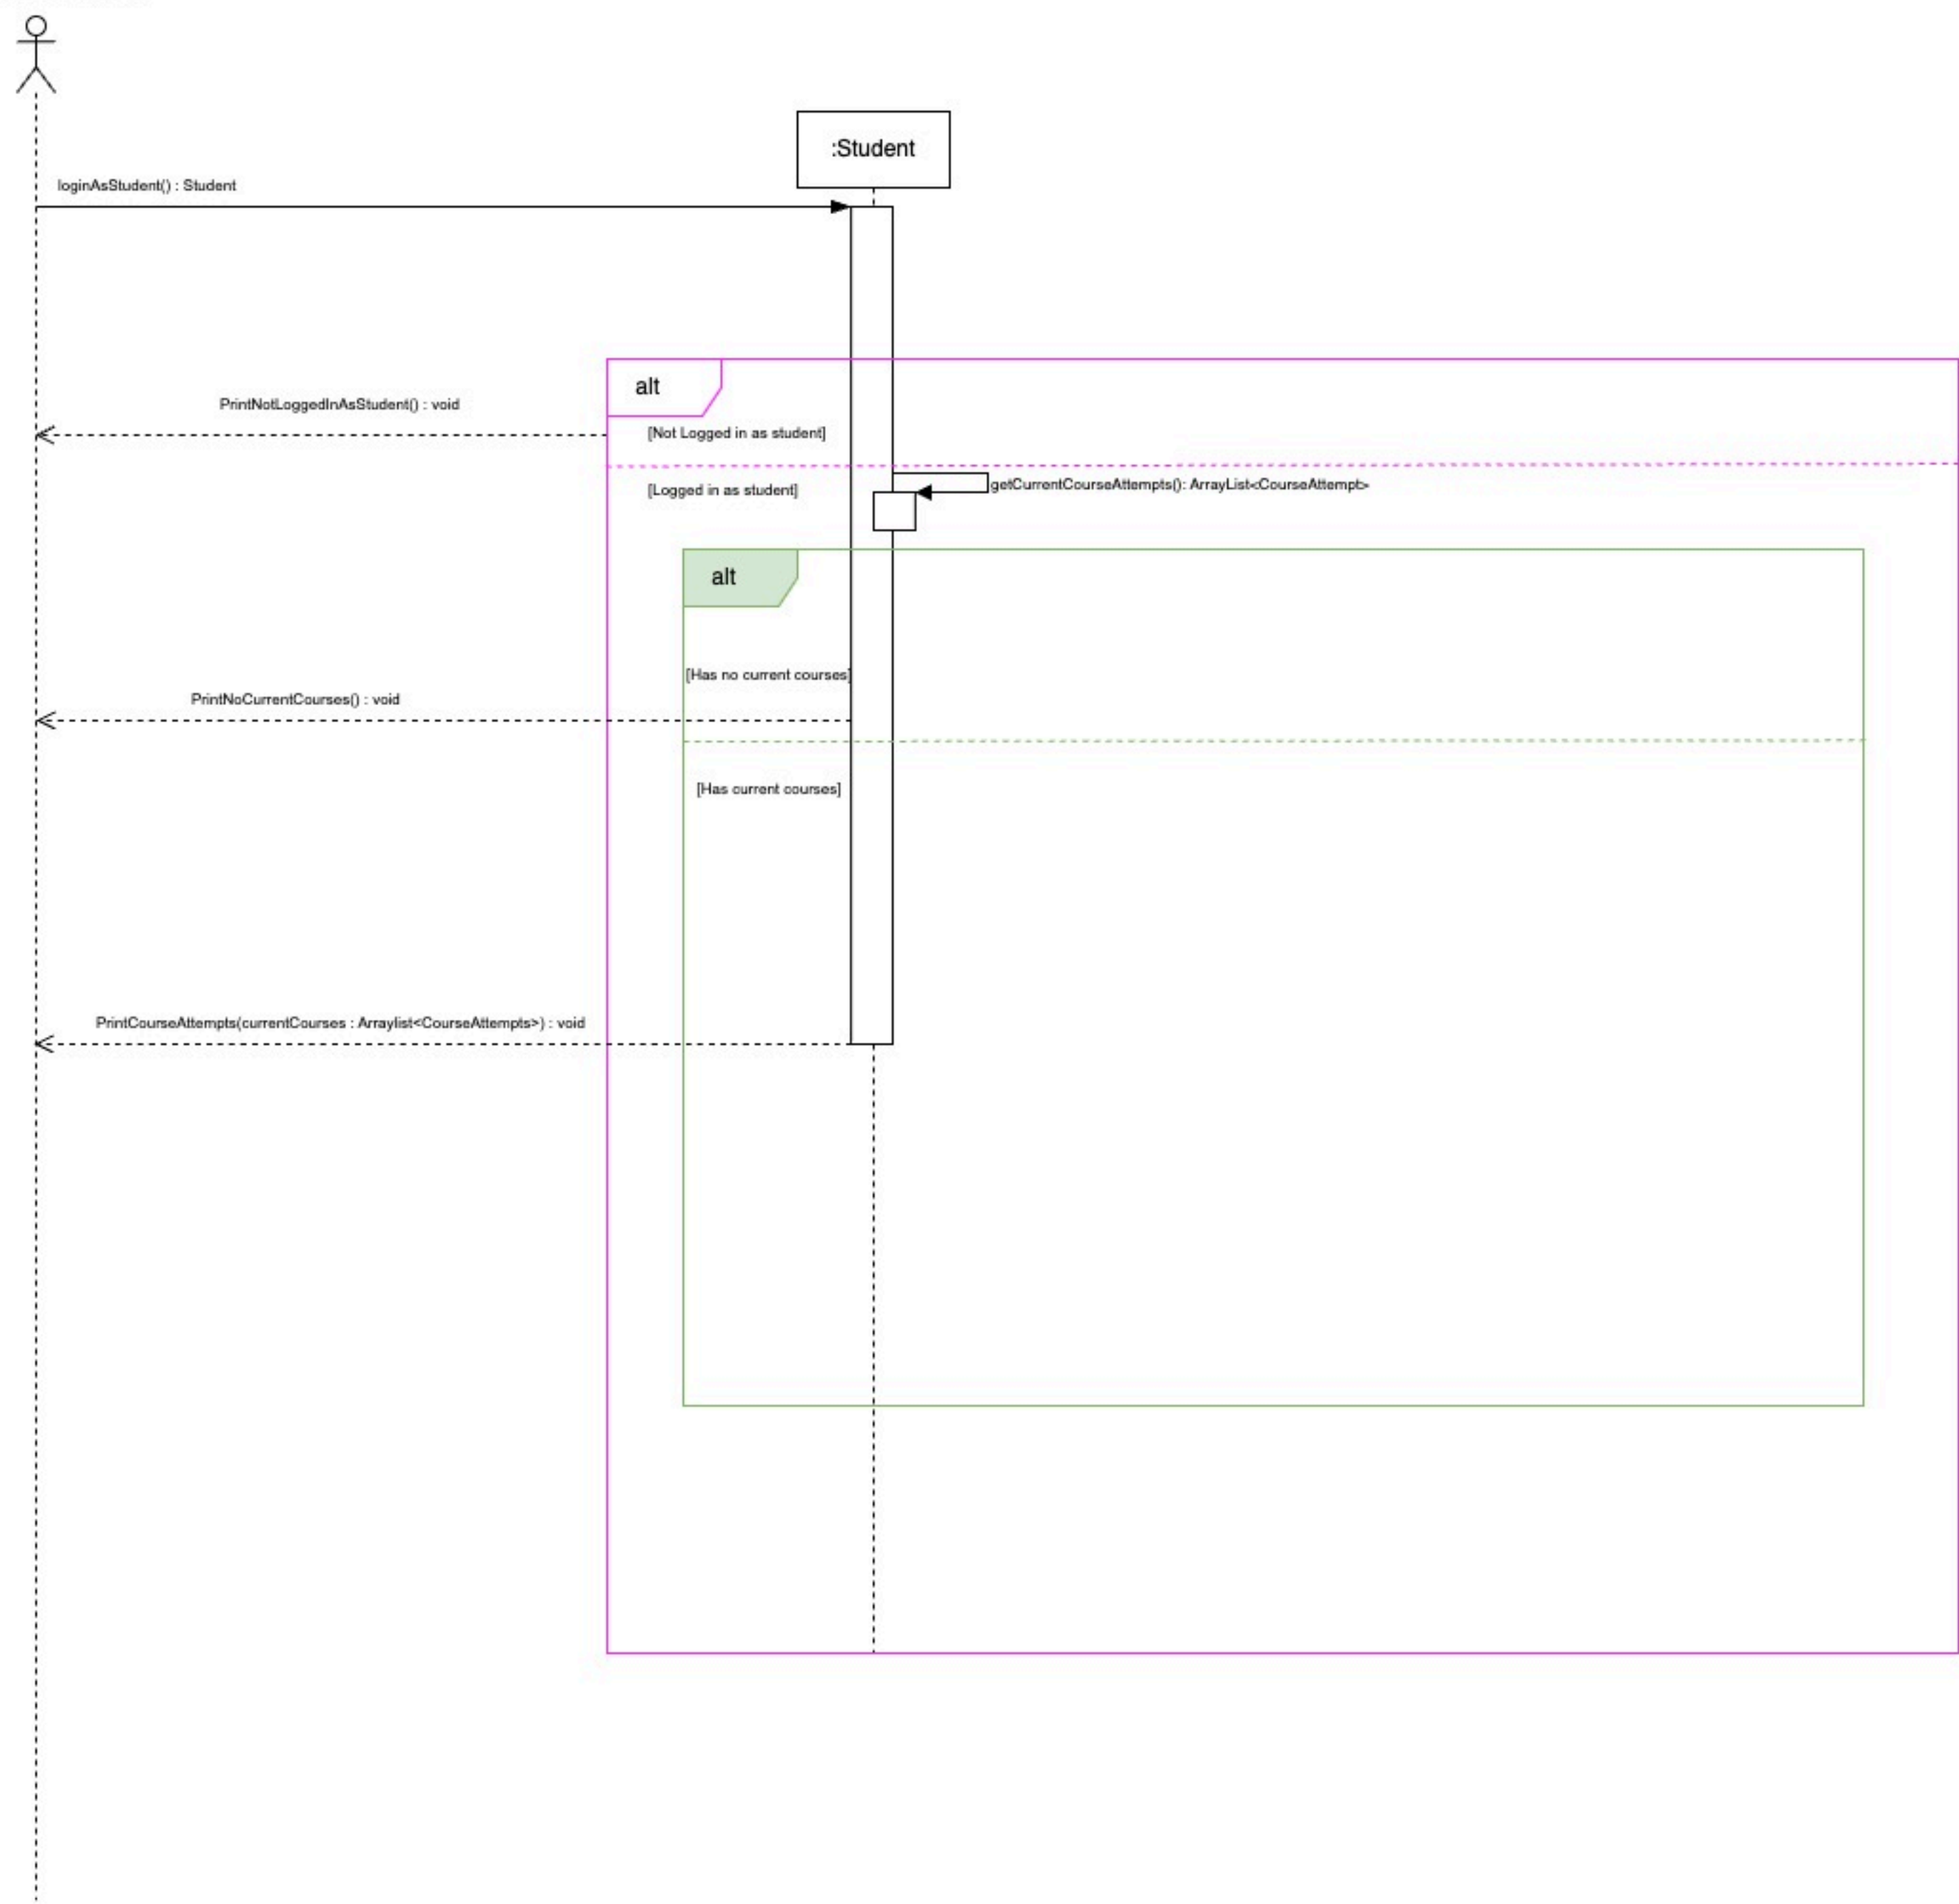 :Student
loginAsStudent() : Student
alt
PrintNotLoggedInAsStudent() : void
[Not Logged in as student]
[Logged in as student]
getCurrentCourseAttempts(): ArrayList<CourseAttempt>
alt
[Has no current courses]
PrintNoCurrentCourses() : void
[Has current courses]
PrintCourseAttempts(currentCourses : Arraylist<CourseAttempts>) : void